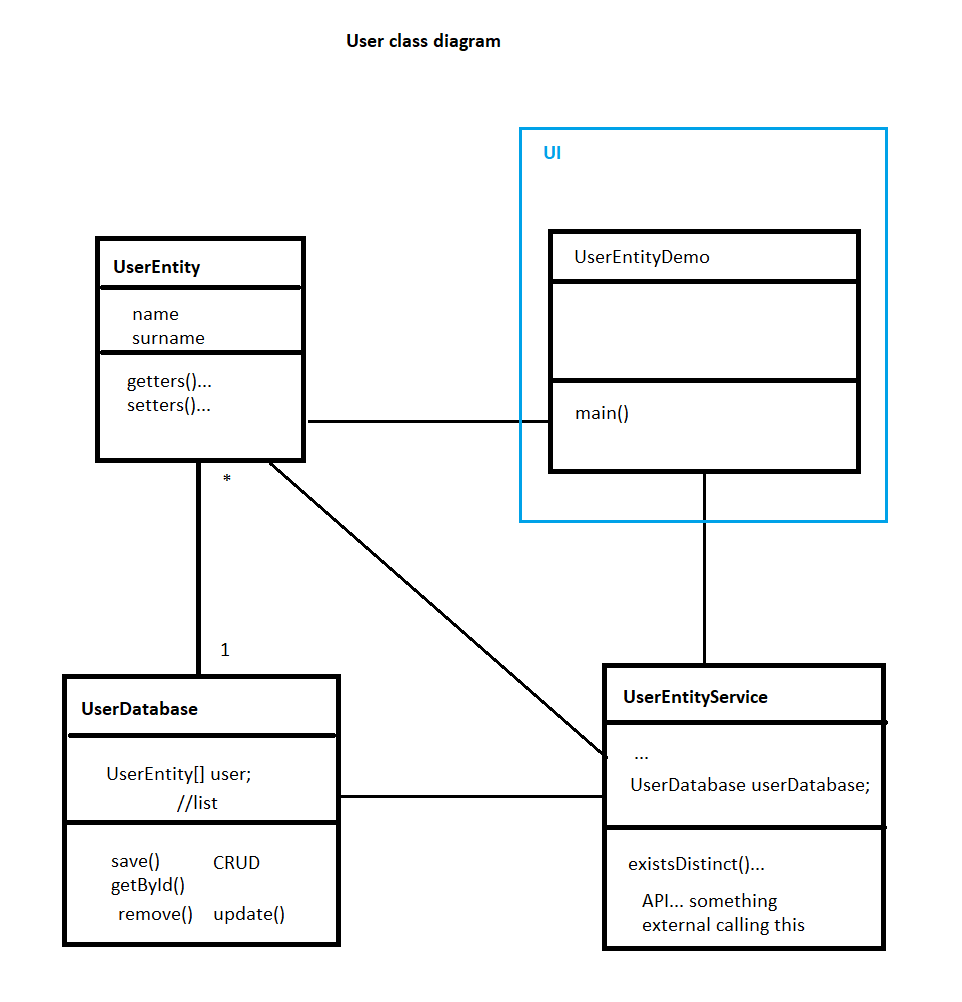 User class diagram
UI
UserEntity
name
surname
getters()...
setters()...
UserEntityDemo
main()
*
1
UserDatabase
UserEntity[] user;
//list
save() CRUD
getById()
remove() update()
UserEntityService
...
UserDatabase userDatabase;
existsDistinct()...
API... something
external calling this